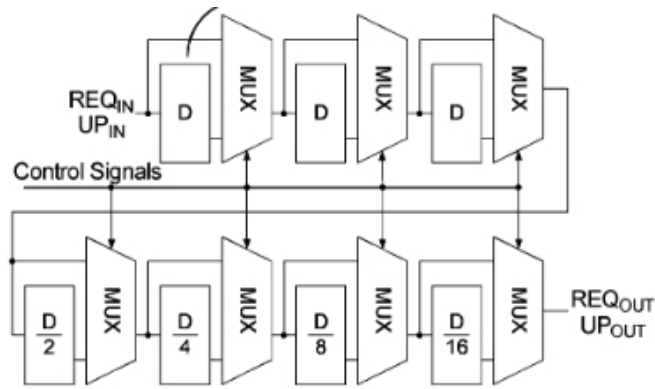 MUX MUX MUX
REQIN
UPIN
D D D
Control Signals
MUX MUX MUX MUX
D/2 D/4 D/8 D/16
REQOUT
UPOUT